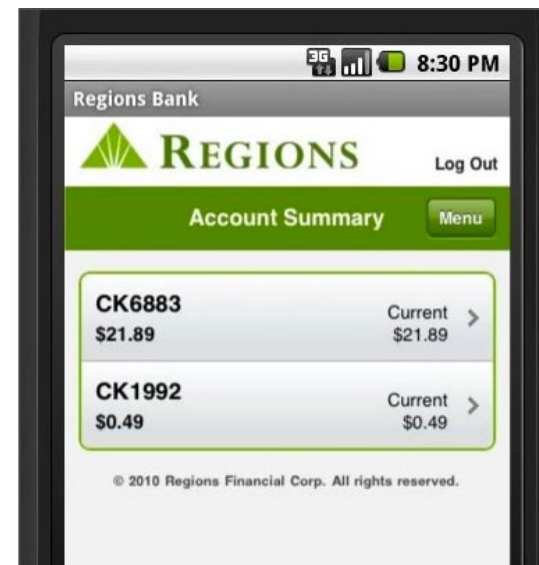 3G 8:30 PM
Regions Bank
REGIONS Log Out
Account Summary Menu
CK6883
$21.89
Current
$21.89
CK1992
$0.49
Current
$0.49
© 2010 Regions Financial Corp. All rights reserved.